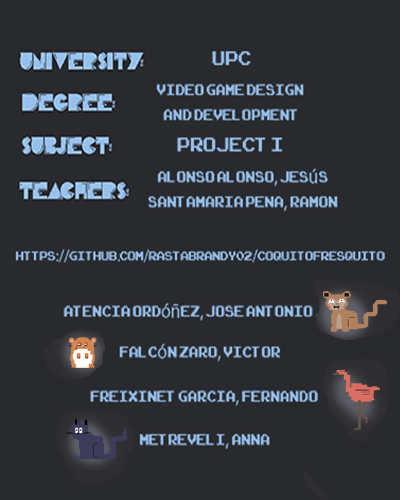 UNIVERSITY: UPC
DEGREE: VIDEO GAME DESIGN
AND DEVELOPMENT
SUBJECT: PROJECT I
TEACHERS: ALONSO ALONSO, JESÚS
SANTAMARIA PENA, RAMON
HTTPS://GITHUB.COM/RASTABRANDY02/COQUITOFRESQUITO
ATENCIA ORDÓÑEZ, JOSE ANTONIO
FALCÓN ZARO, VICTOR
FREIXINET GARCIA, FERNANDO
METREVELI, ANNA